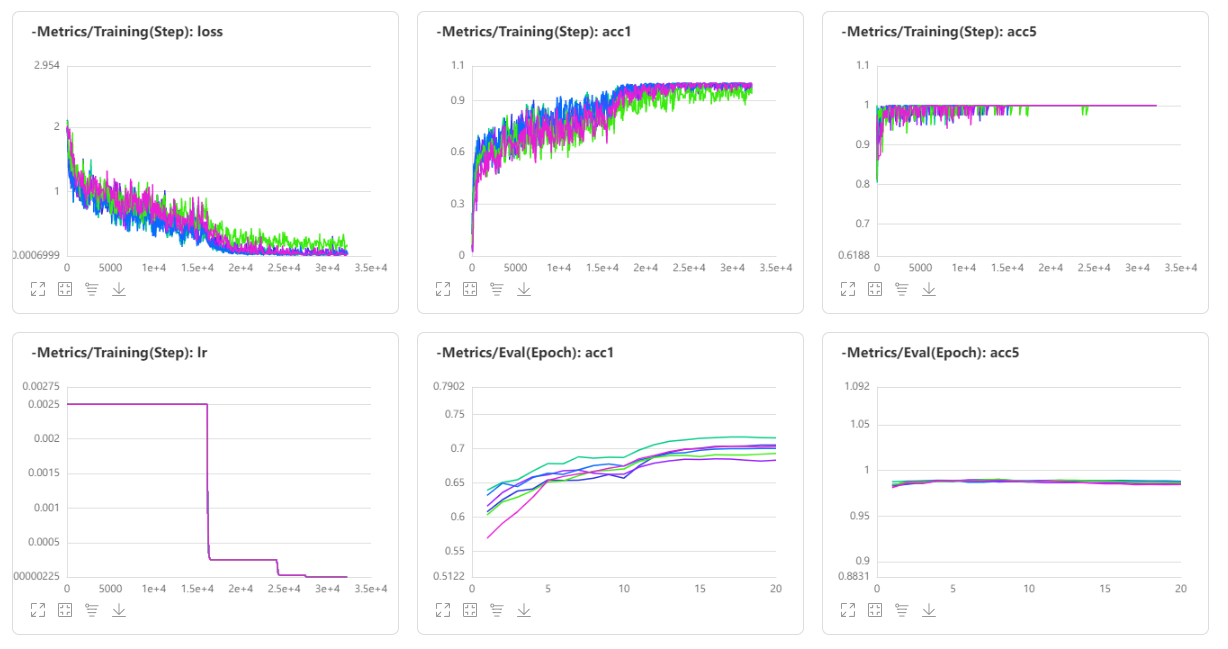 -Metrics/Training(Step): loss
2.954
2
1
0.0006999
0 5000 1e+4 1.5e+4 2e+4 2.5e+4 3e+4 3.5e+4
-Metrics/Training(Step): acc1
1.1
0.9
0.6
0.3
0
0 5000 1e+4 1.5e+4 2e+4 2.5e+4 3e+4 3.5e+4
-Metrics/Training(Step): acc5
1.1
1
0.9
0.8
0.7
0.6188
0 5000 1e+4 1.5e+4 2e+4 2.5e+4 3e+4 3.5e+4
-Metrics/Training(Step): lr
0.00275
0.0025
0.002
0.0015
0.001
0.0005
00000225
0 5000 1e+4 1.5e+4 2e+4 2.5e+4 3e+4 3.5e+4
-Metrics/Eval(Epoch): acc1
0.7902
0.75
0.7
0.65
0.6
0.55
0.5122
0 5 10 15 20
-Metrics/Eval(Epoch): acc5
1.092
1.05
1
0.95
0.9
0.8831
0 5 10 15 20